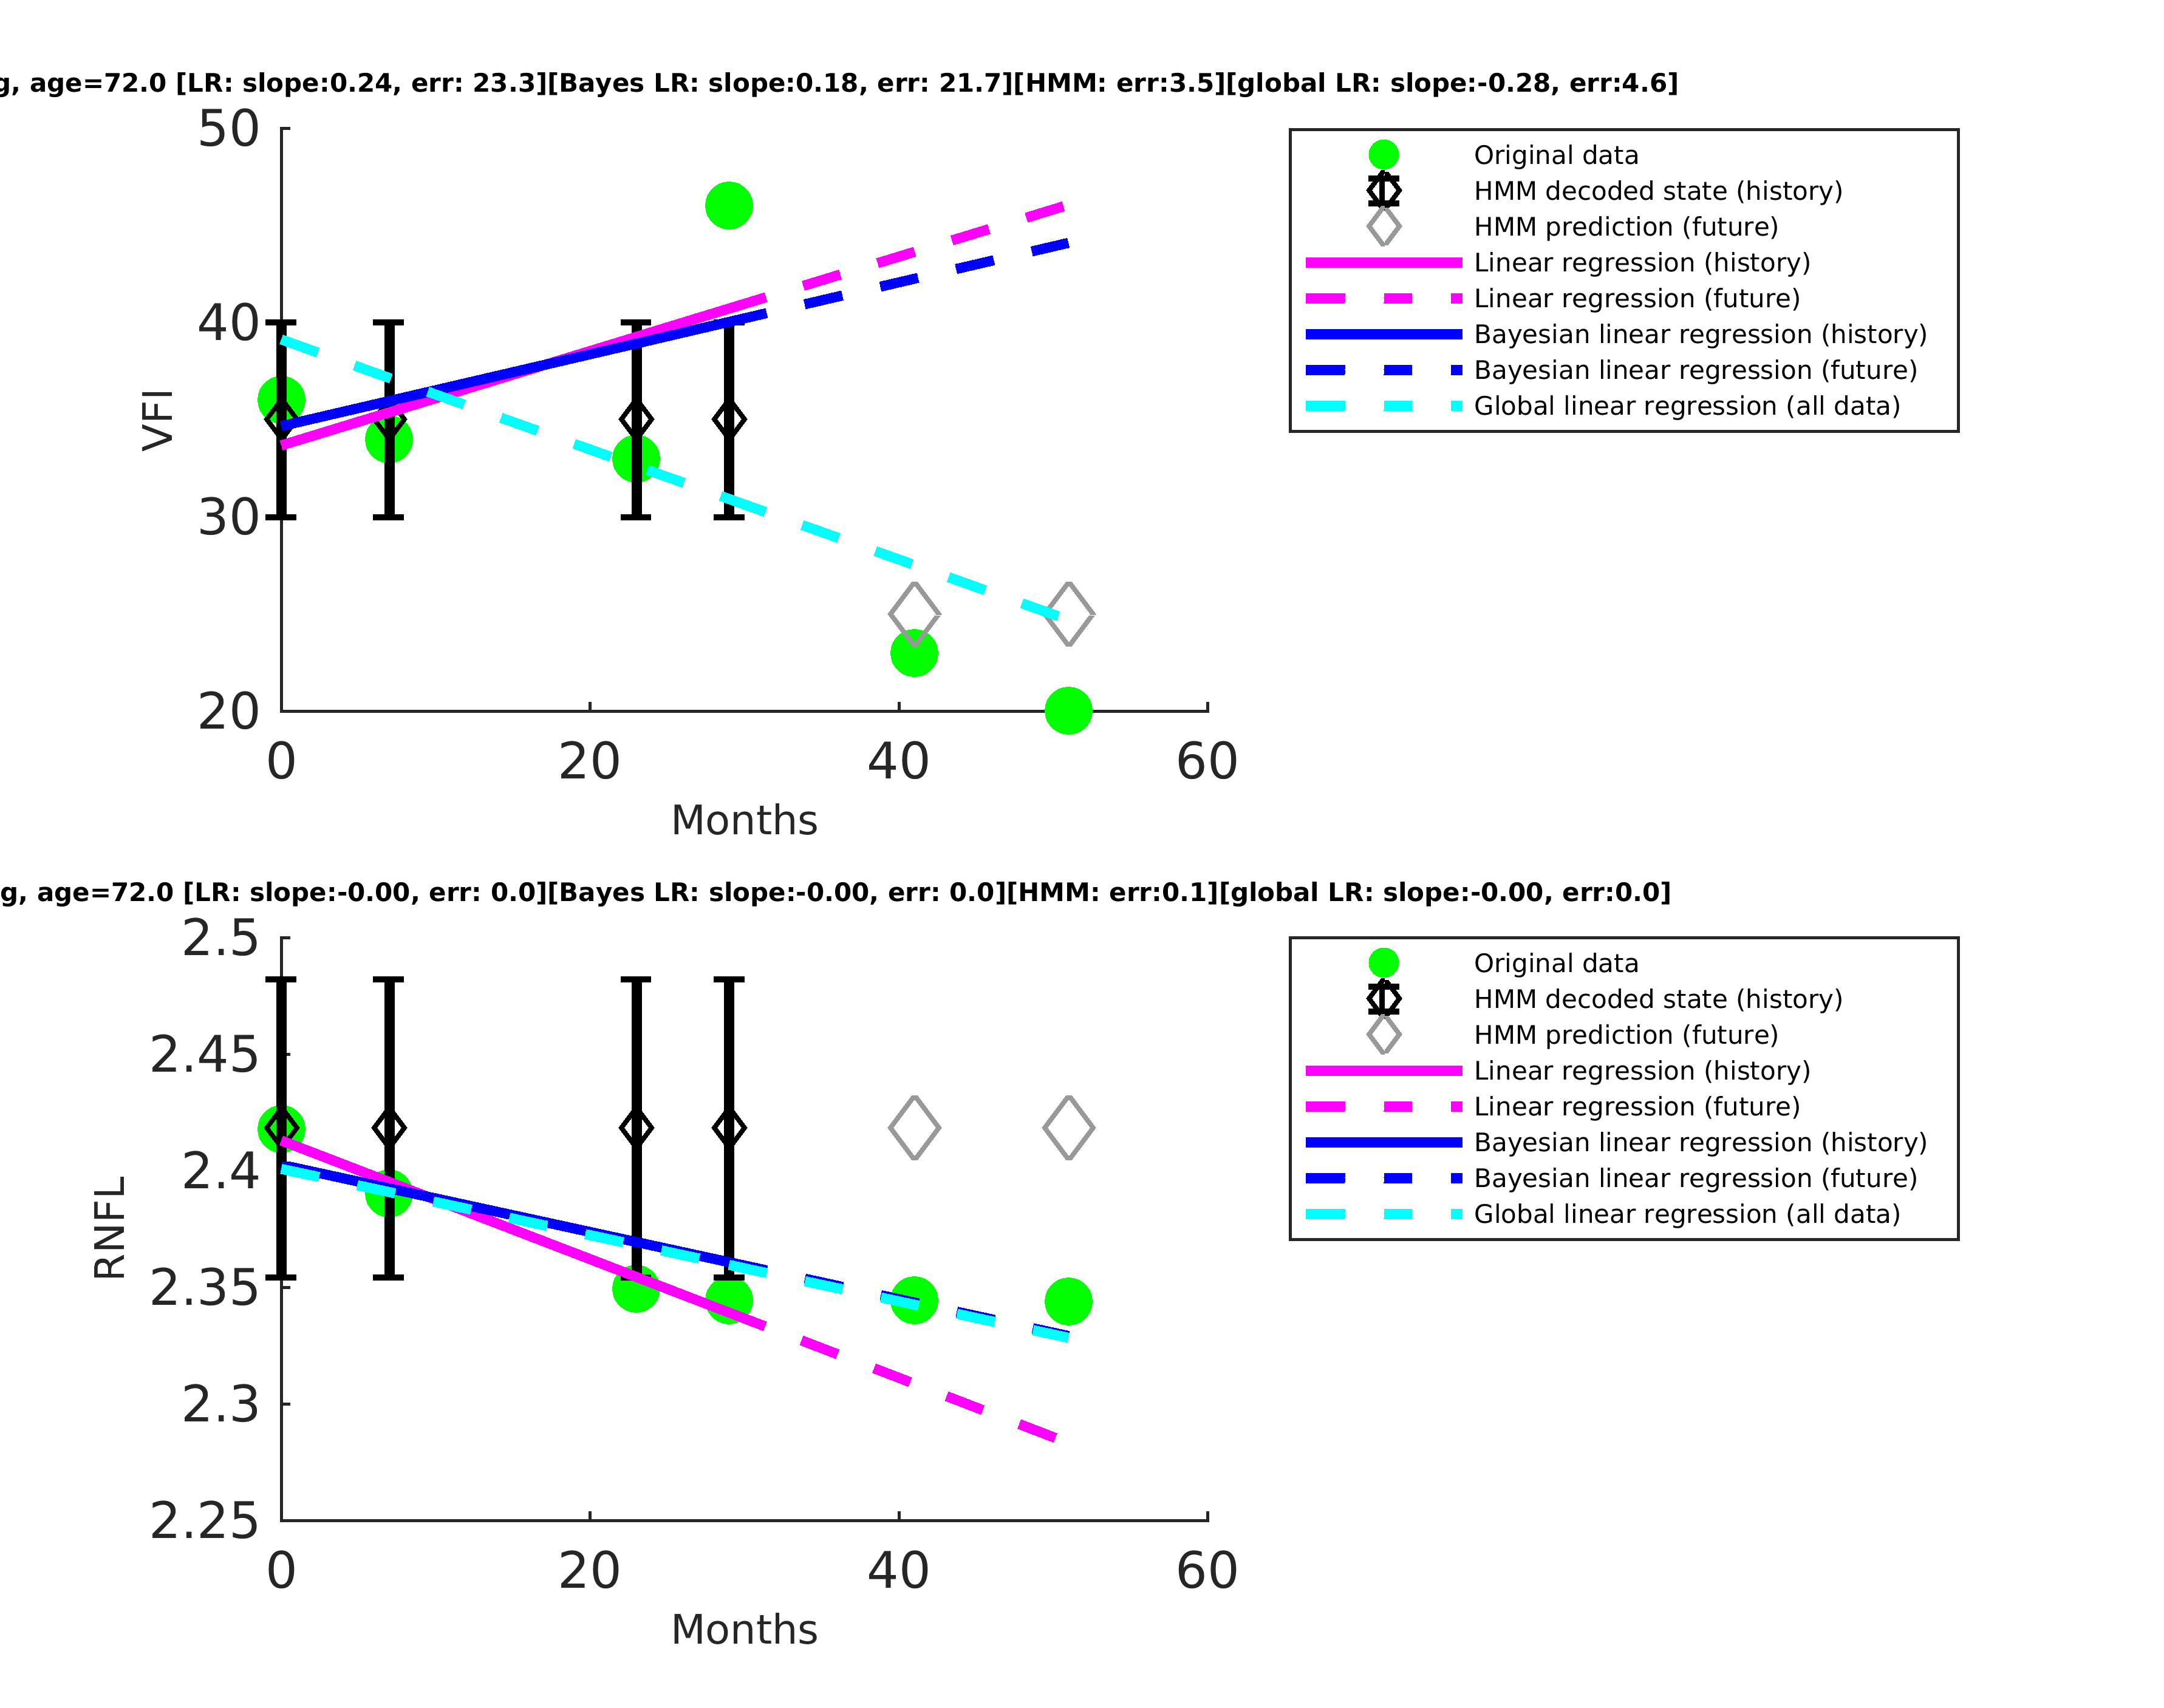 g, age=72.0 [LR: slope:0.24, err: 23.3][Bayes LR: slope:0.18, err: 21.7][HMM: err:3.5][global LR: slope:-0.28, err:4.6]
50
40
30
20
VFI
0 20 40 60
Months
Original data
HMM decoded state (history)
HMM prediction (future)
Linear regression (history)
Linear regression (future)
Bayesian linear regression (history)
Bayesian linear regression (future)
Global linear regression (all data)
g, age=72.0 [LR: slope:-0.00, err: 0.0][Bayes LR: slope:-0.00, err: 0.0][HMM: err:0.1][global LR: slope:-0.00, err:0.0]
2.5
2.45
2.4
2.35
2.3
2.25
RNFL
0 20 40 60
Months
Original data
HMM decoded state (history)
HMM prediction (future)
Linear regression (history)
Linear regression (future)
Bayesian linear regression (history)
Bayesian linear regression (future)
Global linear regression (all data)